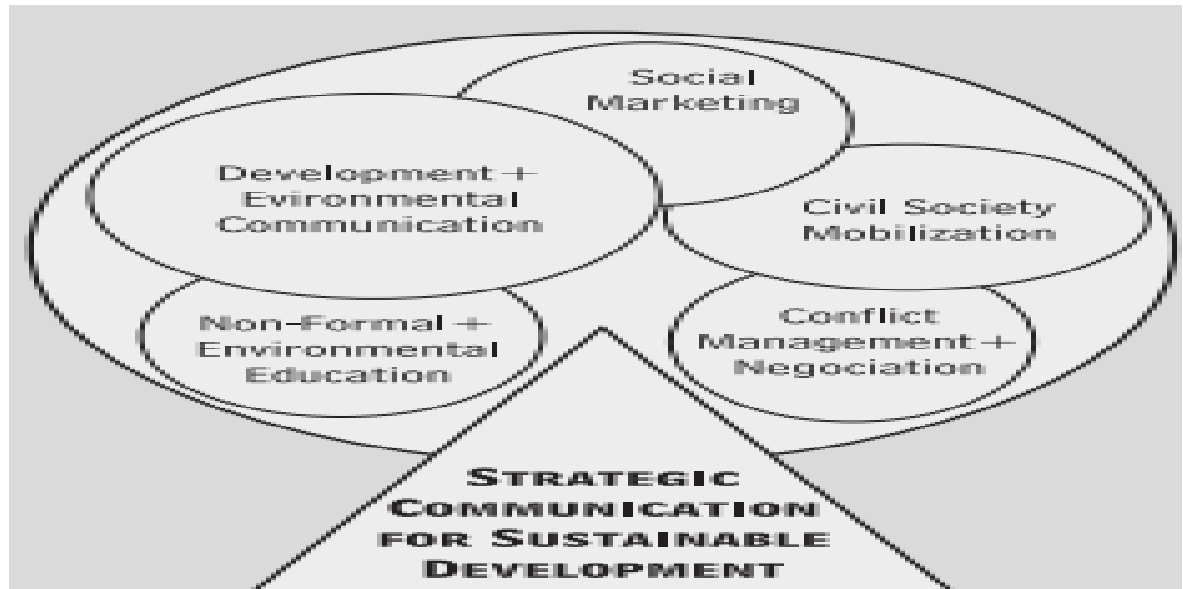 Social
Marketing
Development +
Evironmental
Communication
Civil Society
Mobilization
Non-Formal +
Environmental
Education
Conflict
Management +
Negociation
STRATEGIC
COMMUNICATION
FOR SUSTAINABLE
DEVELOPMENT